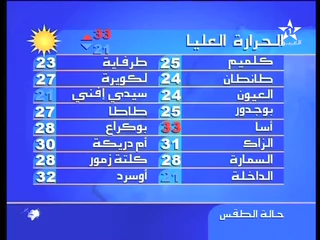 الحرارة العليا
33
21
كلميم 25 طرفاية 23
طانطان 24 لكويرة 27
العيون 24 سيدي إفني 21
بوجدور 25 طاطا 27
أسا 33 بوكراع 28
الزاك 31 أم دريكة 30
السمارة 28 كلتة زمور 28
الداخلة 21 أوسرد 32
حالة الطقس